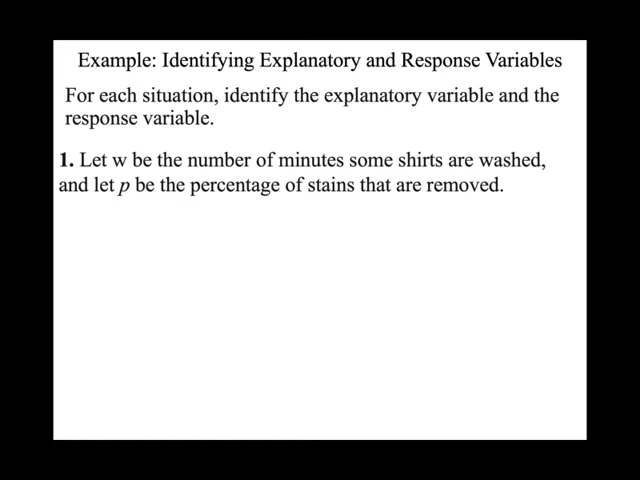 Example: Identifying Explanatory and Response Variables
For each situation, identify the explanatory variable and the
response variable.
1. Let w be the number of minutes some shirts are washed,
and let p be the percentage of stains that are removed.